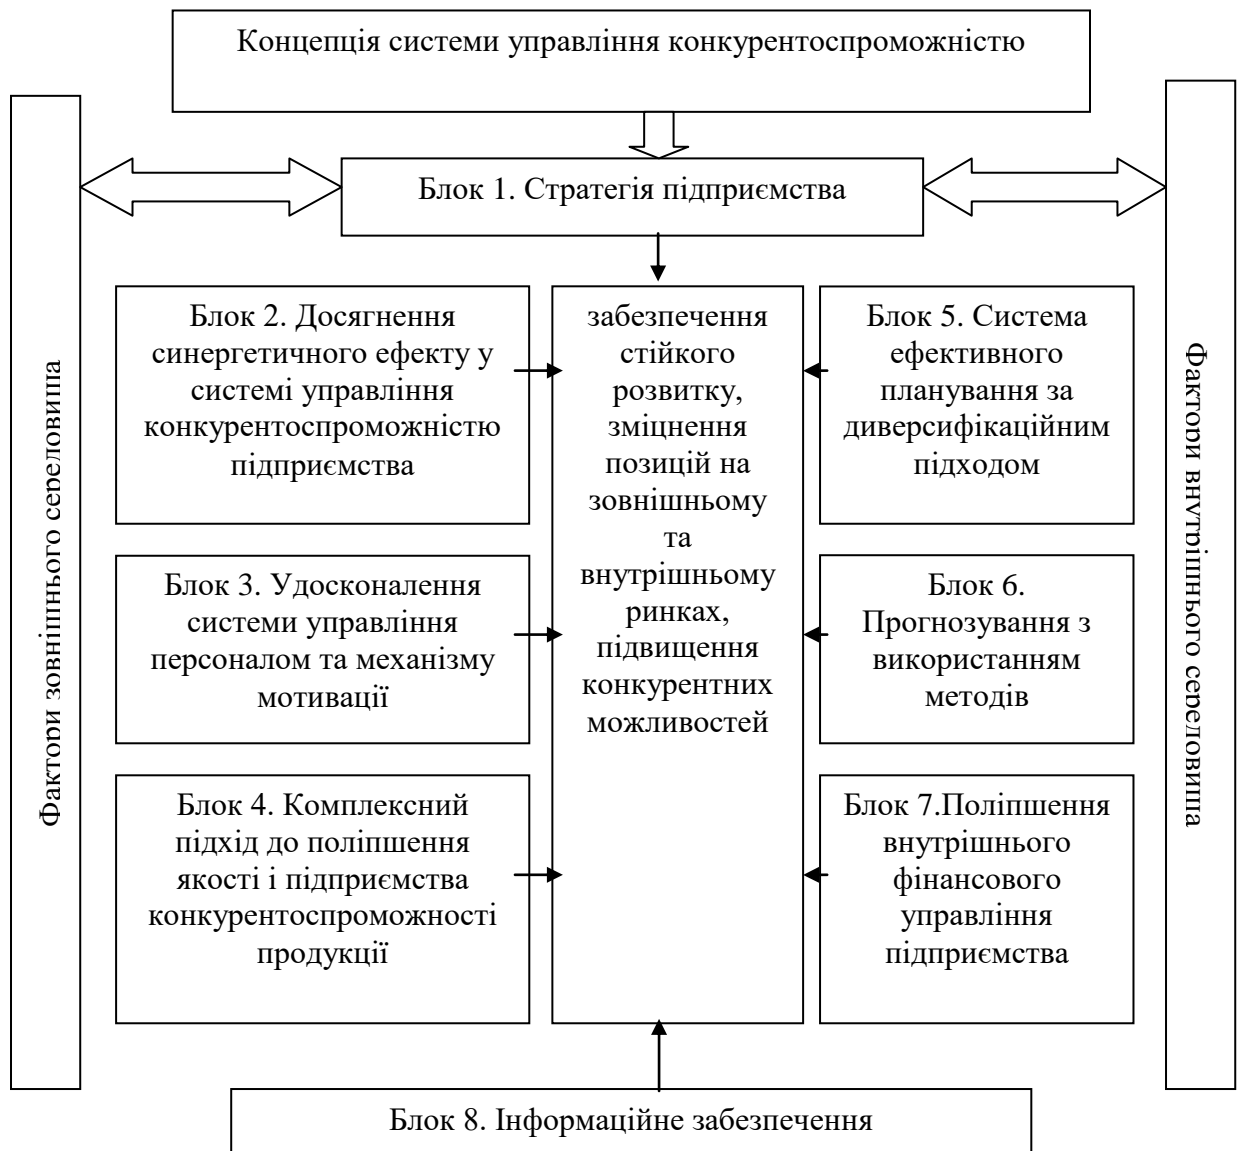 Концепція системи управління конкурентоспроможністю
Блок 1. Стратегія підприємства
Фактори зовнішнього середовища
Блок 2. Досягнення
синергетичного ефекту у
системі управління
конкурентоспроможністю
підприємства
Блок 3. Удосконалення
системи управління
персоналом та механізму
мотивації
Блок 4. Комплексний
підхід до поліпшення
якості і підприємства
конкурентоспроможності
продукції
забезпечення
стійкого
розвитку,
зміцнення
позицій на
зовнішньому
та
внутрішньому
ринках,
підвищення
конкурентних
можливостей
Блок 5. Система
ефективного
планування за
диверсифікаційним
підходом
Блок 6.
Прогнозування з
використанням
методів
Блок 7.Поліпшення
внутрішнього
фінансового
управління
підприємства
Фактори внутрішнього середовища
Блок 8. Інформаційне забезпечення